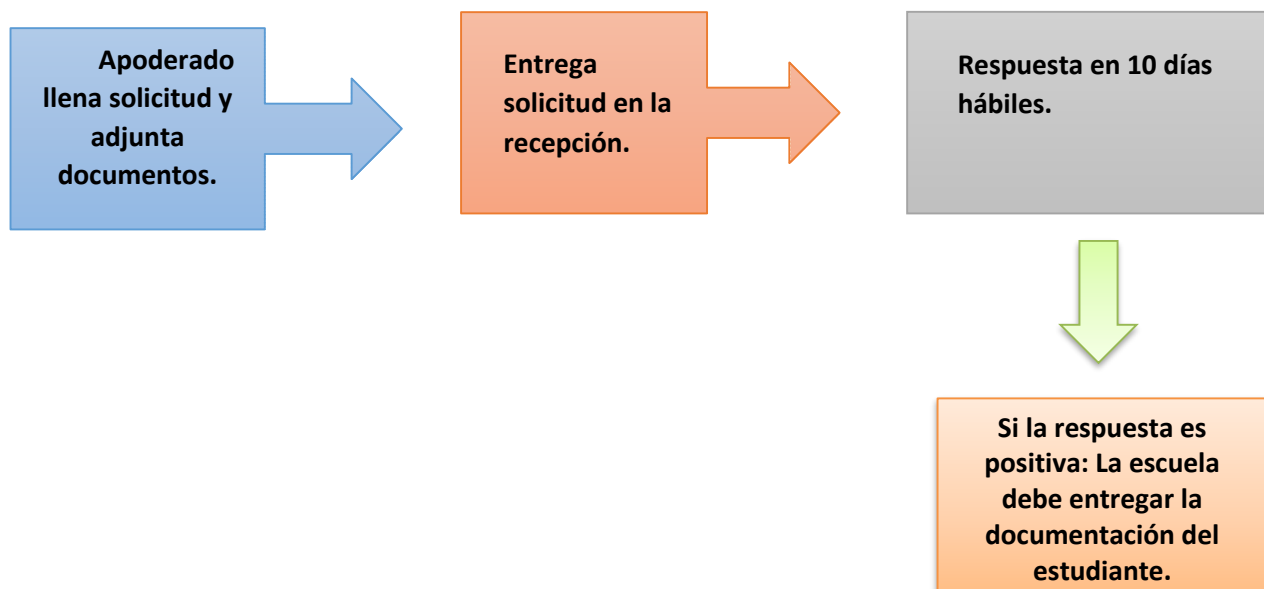 Apoderado
llena solicitud y
adjunta
documentos.
Entrega
solicitud en la
recepción.
Respuesta en 10 días
hábiles.
Si la respuesta es
positiva: La escuela
debe entregar la
documentación del
estudiante.